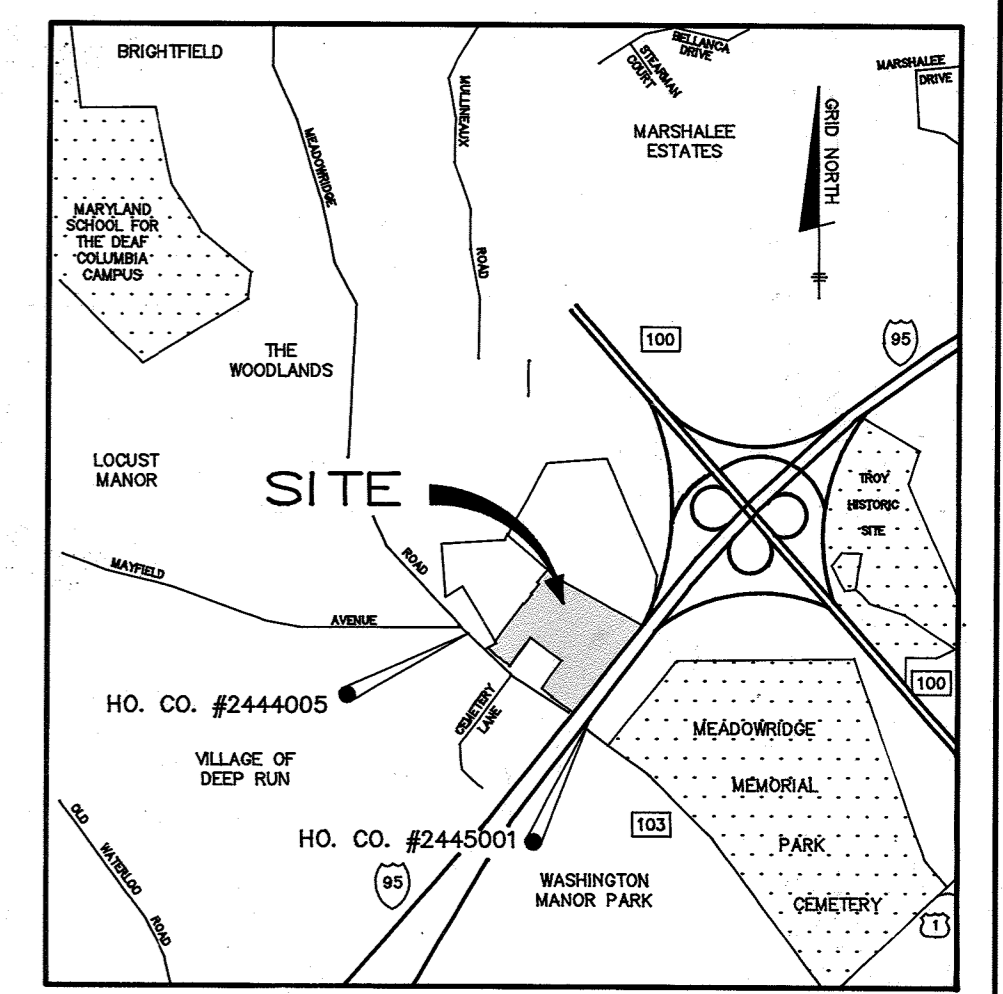 BRIGHTFIELD
BELLANCA
DRIVE
STEARMAN
COURT
MARSHALEE
DRIVE
MEADOWRIDGE
MULLINEAUX
ROAD
MARSHALEE
ESTATES
GRID NORTH
MARYLAND
SCHOOL FOR
THE DEAF
COLUMBIA
CAMPUS
THE
WOODLANDS
100
95
LOCUST
MANOR
SITE
TROY
HISTORIC
SITE
ROAD
MAYFIELD
AVENUE
HO. CO. #2444005
CEMETERY
LANE
100
VILLAGE OF
DEEP RUN
MEADOWRIDGE
MEMORIAL
PARK
CEMETERY
OLD
WATERLOO
ROAD
HO. CO. #2445001
103
95
WASHINGTON
MANOR PARK
1